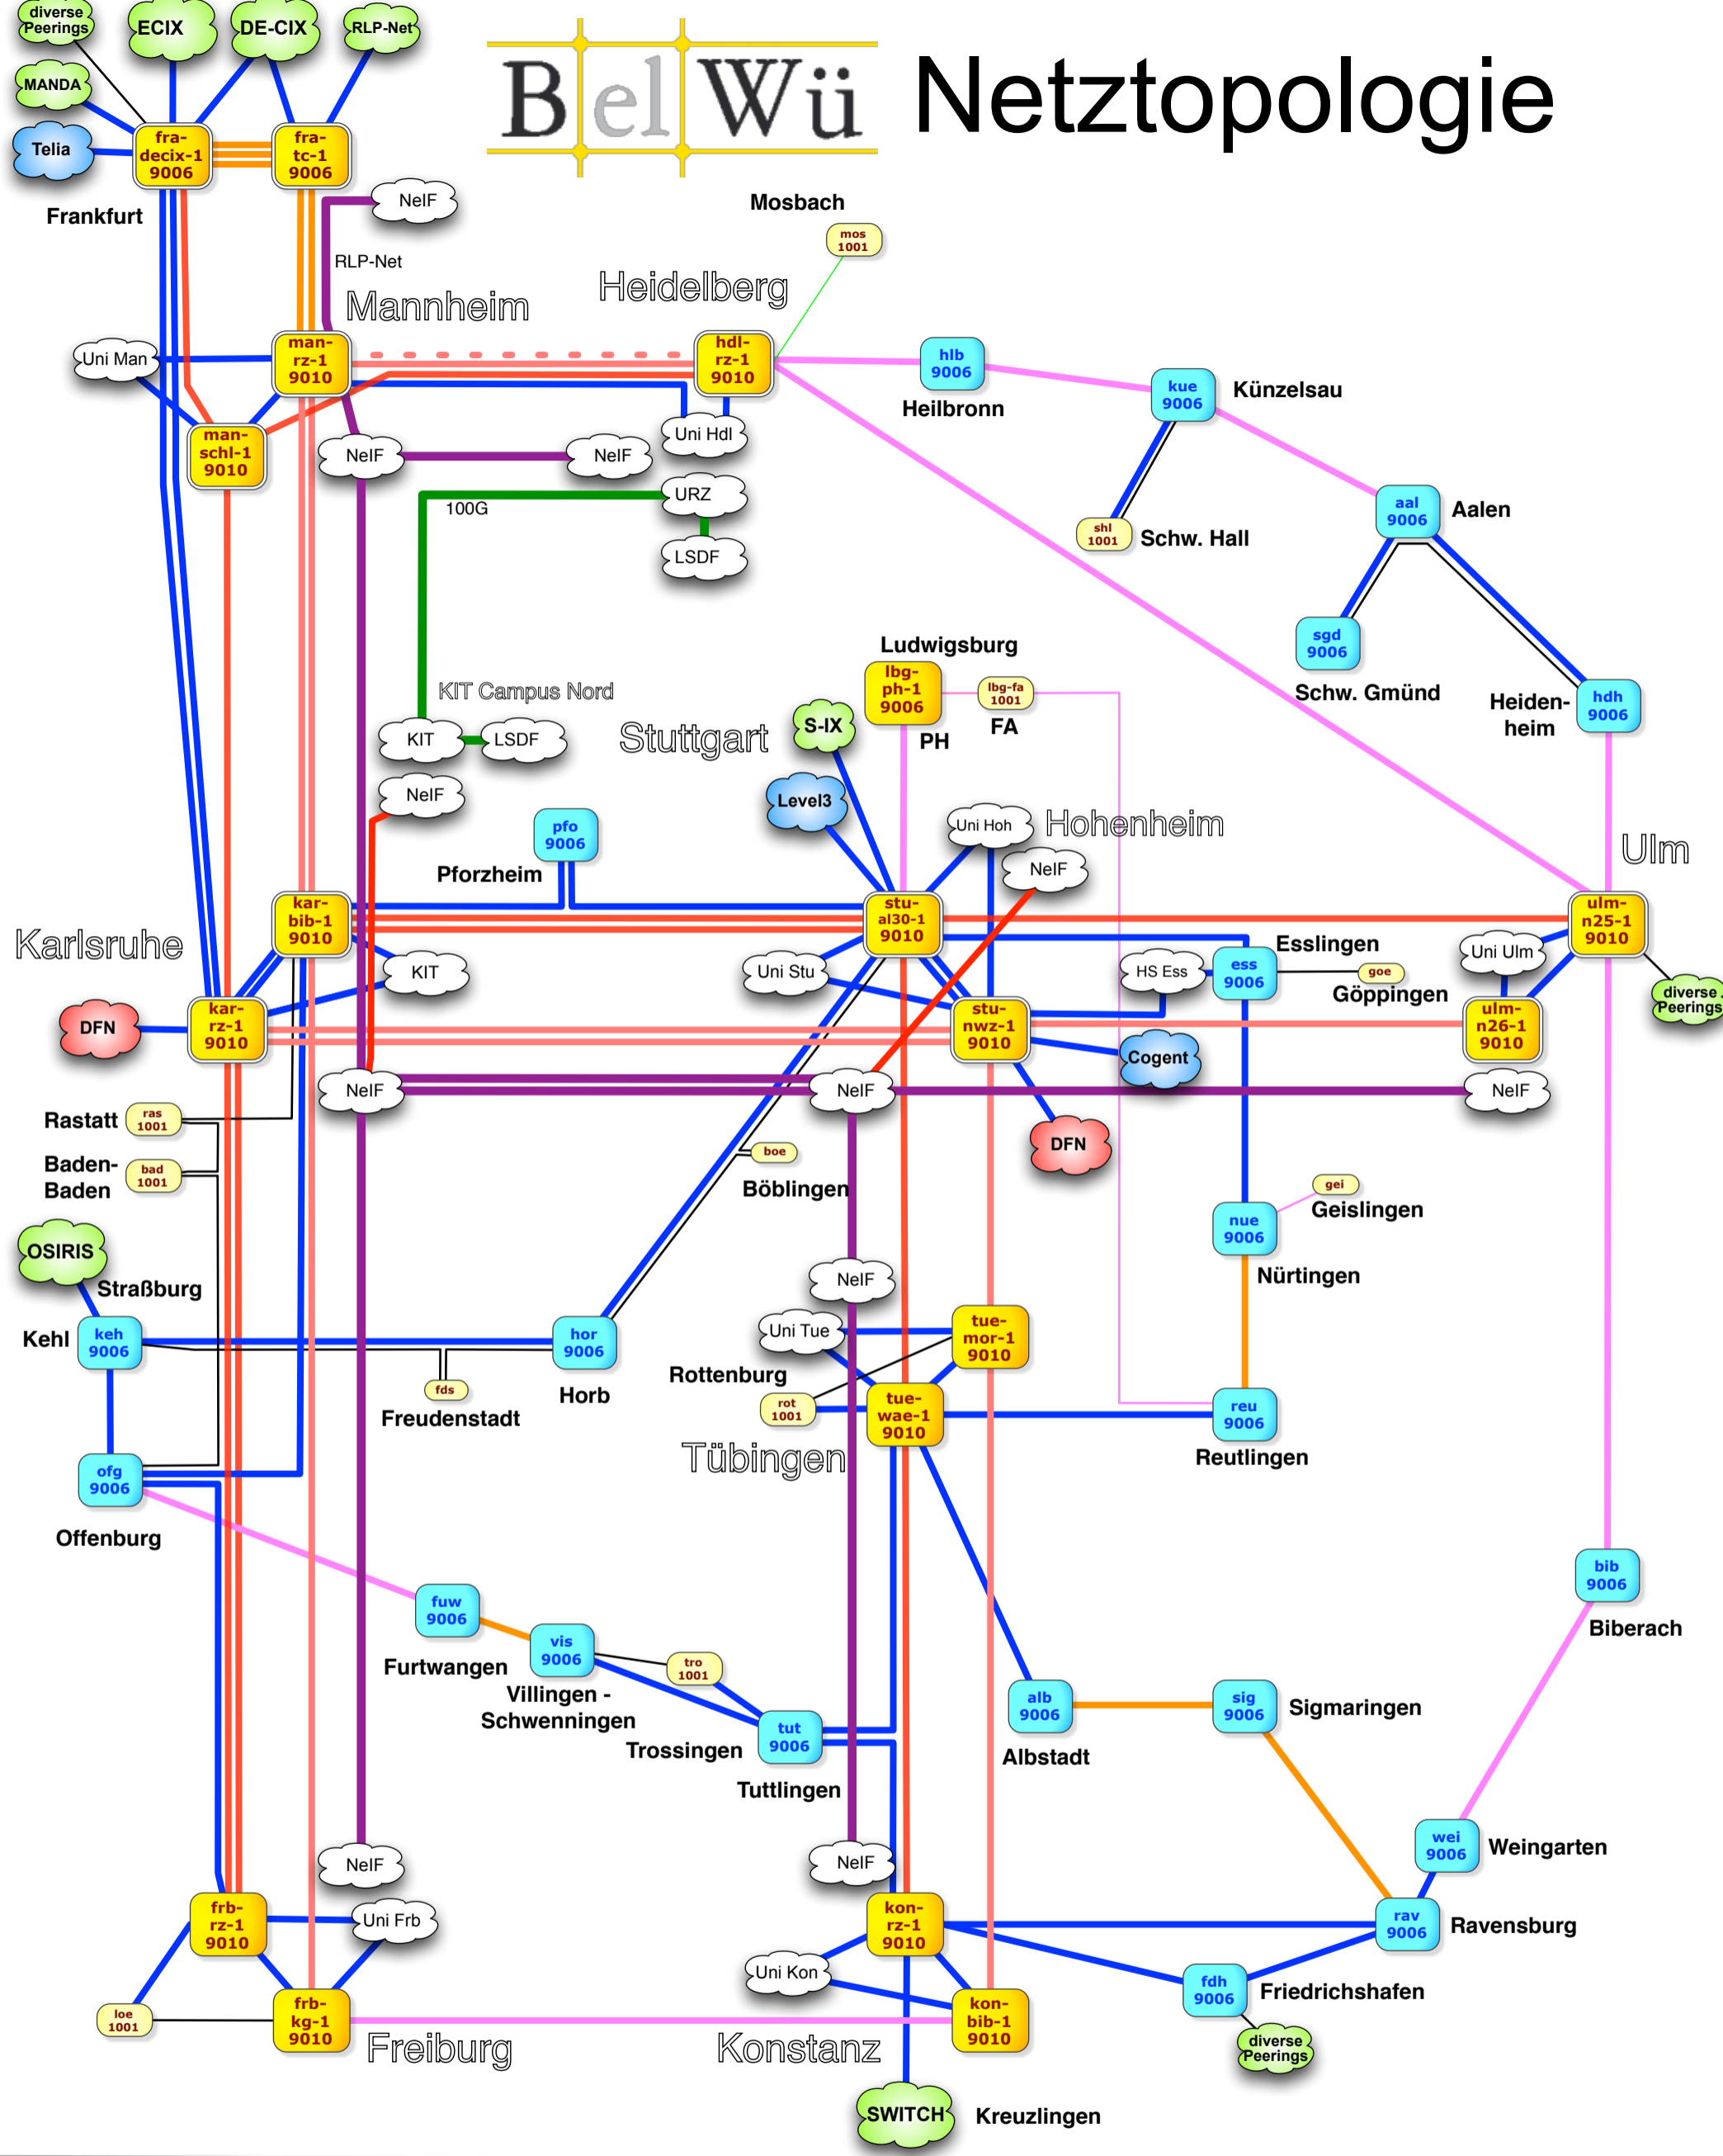 diverse
Peerings
ECIX
DE-CIX
RLP-Net
MANDA
Telia
fra-
decix-1
9006
fra-
tc-1
9006
Frankfurt
BelWü
Netztopologie
NeIF
RLP-Net
Mosbach
mos
1001
Mannheim
Heidelberg
Uni Man
man-
rz-1
9010
hdl-
rz-1
9010
hlb
9006
Heilbronn
kue
9006
Künzelsau
man-
schl-1
9010
NeIF
NeIF
Uni Hdl
URZ
100G
LSDF
shl
1001
Schw. Hall
aal
9006
Aalen
sgd
9006
Schw. Gmünd
Heiden-
heim
hdh
9006
Ludwigsburg
lbg-
ph-1
9006
PH
lbg-fa
1001
FA
KIT Campus Nord
KIT
LSDF
NeIF
Stuttgart
S-IX
Level3
Uni Hoh
Hohenheim
NeIF
Ulm
pfo
9006
Pforzheim
Karlsruhe
kar-
bib-1
9010
KIT
stu-
al30-1
9010
Uni Stu
HS Ess
Esslingen
ess
9006
goe
Göppingen
Uni Ulm
ulm-
n25-1
9010
diverse
Peerings
DFN
kar-
rz-1
9010
stu-
nwz-1
9010
Cogent
ulm-
n26-1
9010
NeIF
NeIF
NeIF
DFN
Rastatt
ras
1001
Baden-
Baden
bad
1001
boe
Böblingen
gei
Geislingen
nue
9006
Nürtingen
OSIRIS
Straßburg
Kehl
keh
9006
hor
9006
Horb
fds
Freudenstadt
NeIF
Uni Tue
tue-
mor-1
9010
Rottenburg
rot
1001
tue-
wae-1
9010
Tübingen
reu
9006
Reutlingen
ofg
9006
Offenburg
fuw
9006
Furtwangen
vis
9006
Villingen -
Schwenningen
tro
1001
Trossingen
tut
9006
Tuttlingen
bib
9006
Biberach
alb
9006
Albstadt
sig
9006
Sigmaringen
wei
9006
Weingarten
NeIF
NeIF
frb-
rz-1
9010
Uni Frb
kon-
rz-1
9010
rav
9006
Ravensburg
Uni Kon
fdh
9006
Friedrichshafen
loe
1001
frb-
kg-1
9010
Freiburg
Konstanz
kon-
bib-1
9010
diverse
Peerings
SWITCH
Kreuzlingen